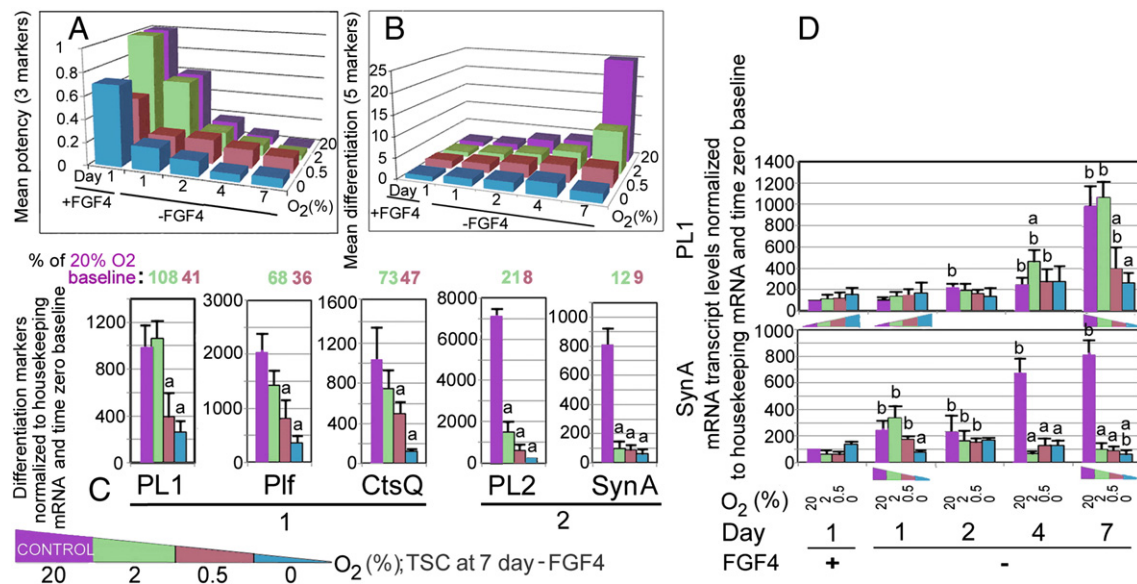 A
Mean potency (3 markers)
1
0.8
0.6
0.4
0.2
0
Day 1 1 2 4 7
+FGF4 -FGF4
20
2
0.5
0
O2(%)
B
Mean differentiation (5 markers)
25
20
15
10
5
0
Day 1 1 2 4 7
+FGF4 -FGF4
20
2
0.5
0
O2(%)
% of 20% O2
baseline: 108 41 68 36 73 47 21 8 12 9
Differentiation markers
normalized to housekeeping
mRNA and time zero baseline
1200
800
400
0
a a
PL1
3000
2000
1000
0
a a
Plf
1600
1200
800
400
0
a a
CtsQ
8000
6000
4000
2000
0
a a a
PL2
1000
800
600
400
200
0
a a a
SynA
1 2
C
CONTROL
20 2 0.5 0
O2 (%); TSC at 7 day -FGF4
D
PL1
SynA
mRNA transcript levels normalized
to housekeeping mRNA and time zero baseline
1400
1200
1000
800
600
400
200
0
b
b
a
b
b b
a
b
a
1000
800
600
400
200
0
b b
b a
b
b b
b
a a a
b
a a a
b
O2 (%) 20 2 0.5 0 20 2 0.5 0 20 2 0.5 0 20 2 0.5 0 20 2 0.5 0
Day 1 1 2 4 7
FGF4 + -